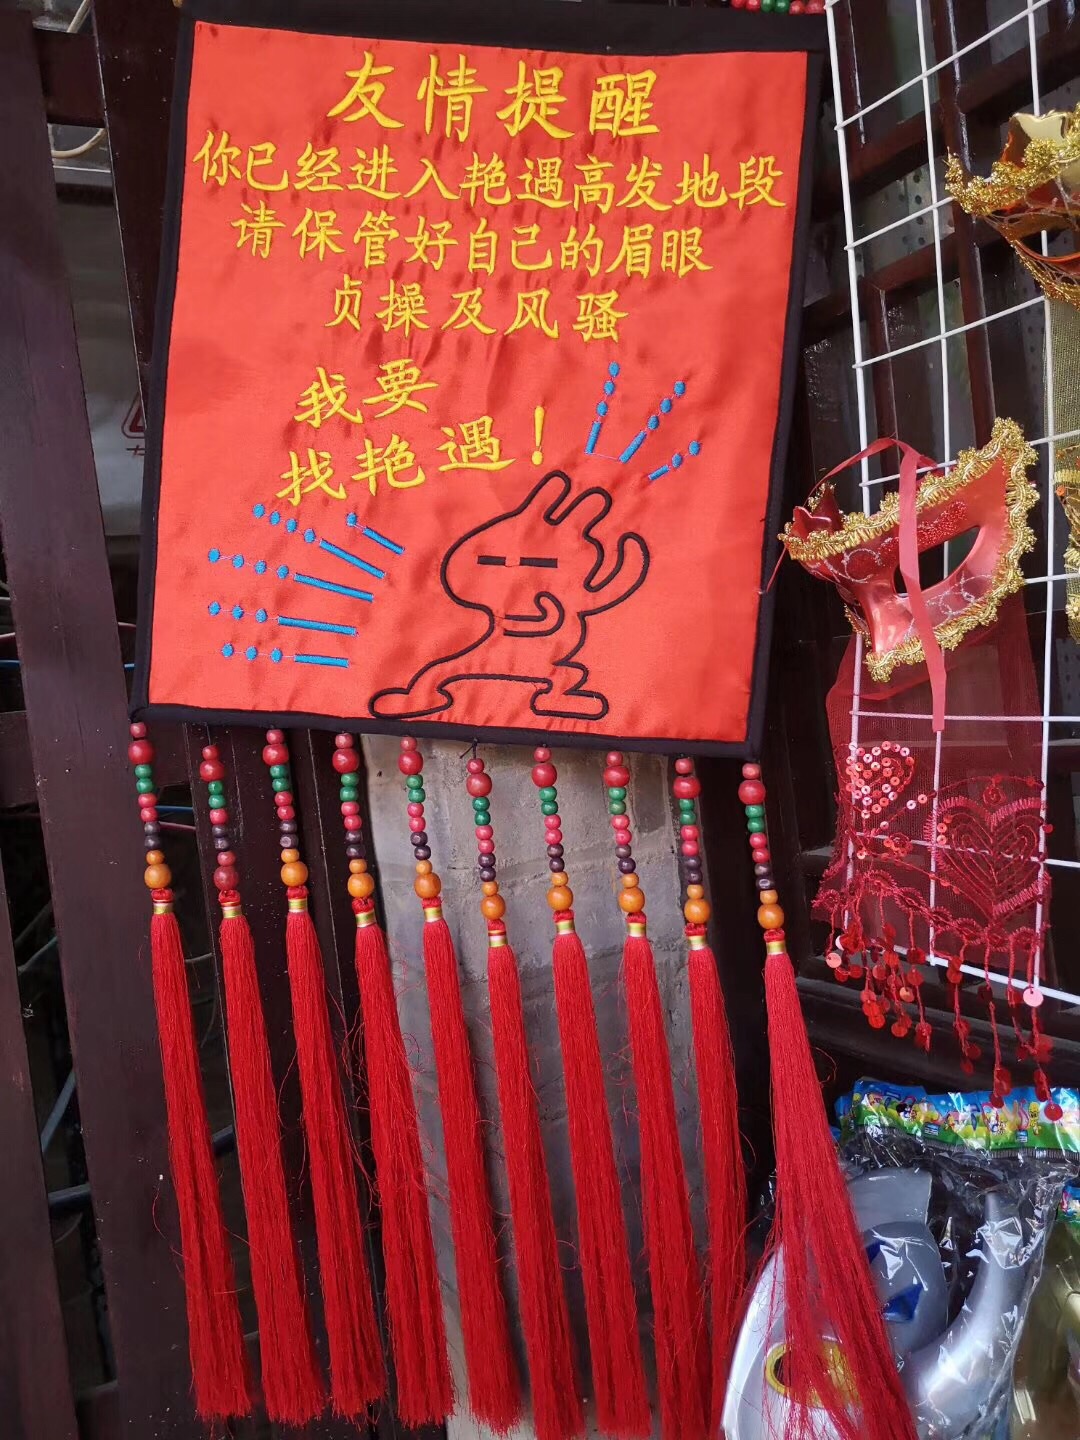 友情提醒
你已经进入艳遇高发地段
请保管好自己的眉眼
贞操及风骚
我要
找艳遇！